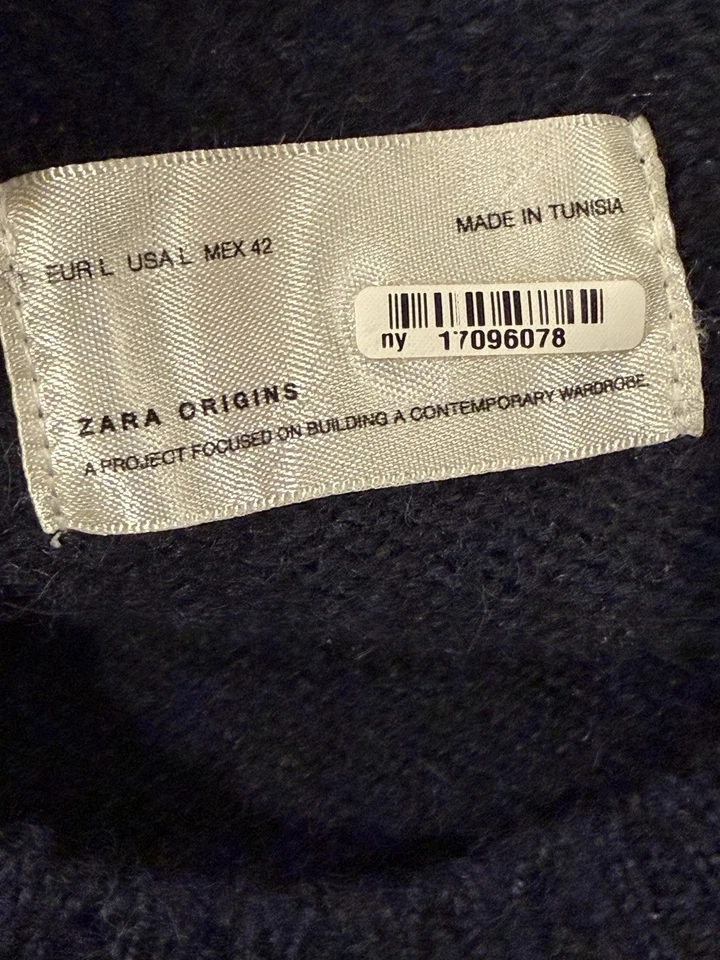 MADE IN TUNISIA
EUR L USA L MEX 42
ny 17096078
ZARA ORIGINS
A PROJECT FOCUSED ON BUILDING A CONTEMPORARY WARDROBE.